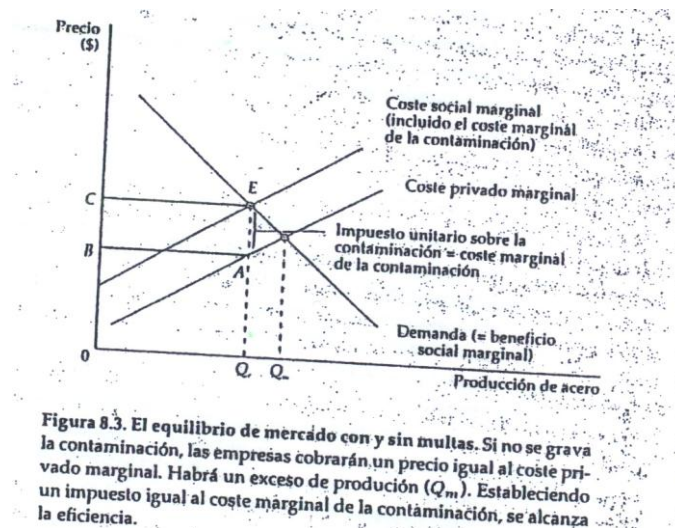 Precio
($)
Coste social marginal
(incluido el coste marginal
de la contaminación)
E
Coste privado marginal
C
Impuesto unitario sobre la
contaminación = coste marginal
de la contaminación
B
A
Demanda (= beneficio
social marginal)
0
Qₑ Qₘ
Producción de acero
Figura 8.3. El equilibrio de mercado con y sin multas. Si no se grava
la contaminación, las empresas cobrarán un precio igual al coste pri-
vado marginal. Habrá un exceso de produción (Qm). Estableciendo
un impuesto igual al coste marginal de la contaminación, se alcanza
la eficiencia.